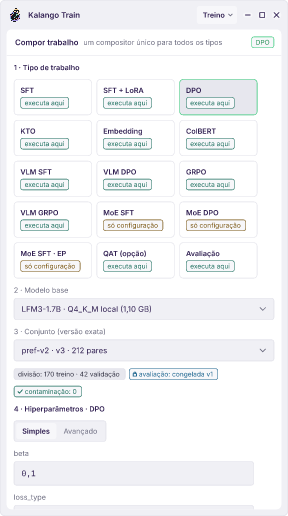 Kalango Train
Treino
Compor trabalho um compositor único para todos os tipos DPO
1 · Tipo de trabalho
SFT
executa aqui
SFT + LoRA
executa aqui
DPO
executa aqui
KTO
executa aqui
Embedding
executa aqui
ColBERT
executa aqui
VLM SFT
executa aqui
VLM DPO
executa aqui
GRPO
executa aqui
VLM GRPO
executa aqui
MoE SFT
só configuração
MoE DPO
só configuração
MoE SFT · EP
só configuração
QAT (opção)
executa aqui
Avaliação
executa aqui
2 · Modelo base
LFM3-1.7B · Q4_K_M local (1,10 GB)
3 · Conjunto (versão exata)
pref-v2 · v3 · 212 pares
divisão: 170 treino · 42 validação
avaliação: congelada v1
contaminação: 0
4 · Hiperparâmetros · DPO
Simples Avançado
beta
0,1
loss_type